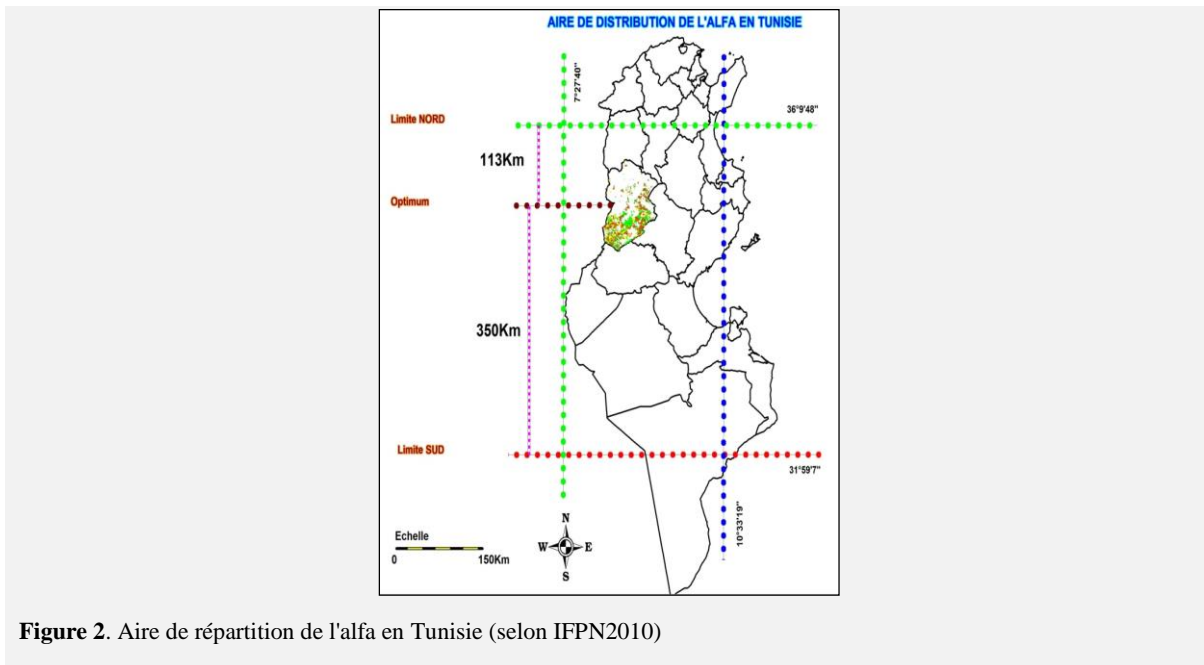 AIRE DE DISTRIBUTION DE L'ALFA EN TUNISIE
7°27'40"
36°9'48"
Limite NORD
113Km
Optimum
350Km
Limite SUD
31°59'7"
10°33'19"
N
W E
S
Echelle
0 150Km
Figure 2. Aire de répartition de l'alfa en Tunisie (selon IFPN2010)